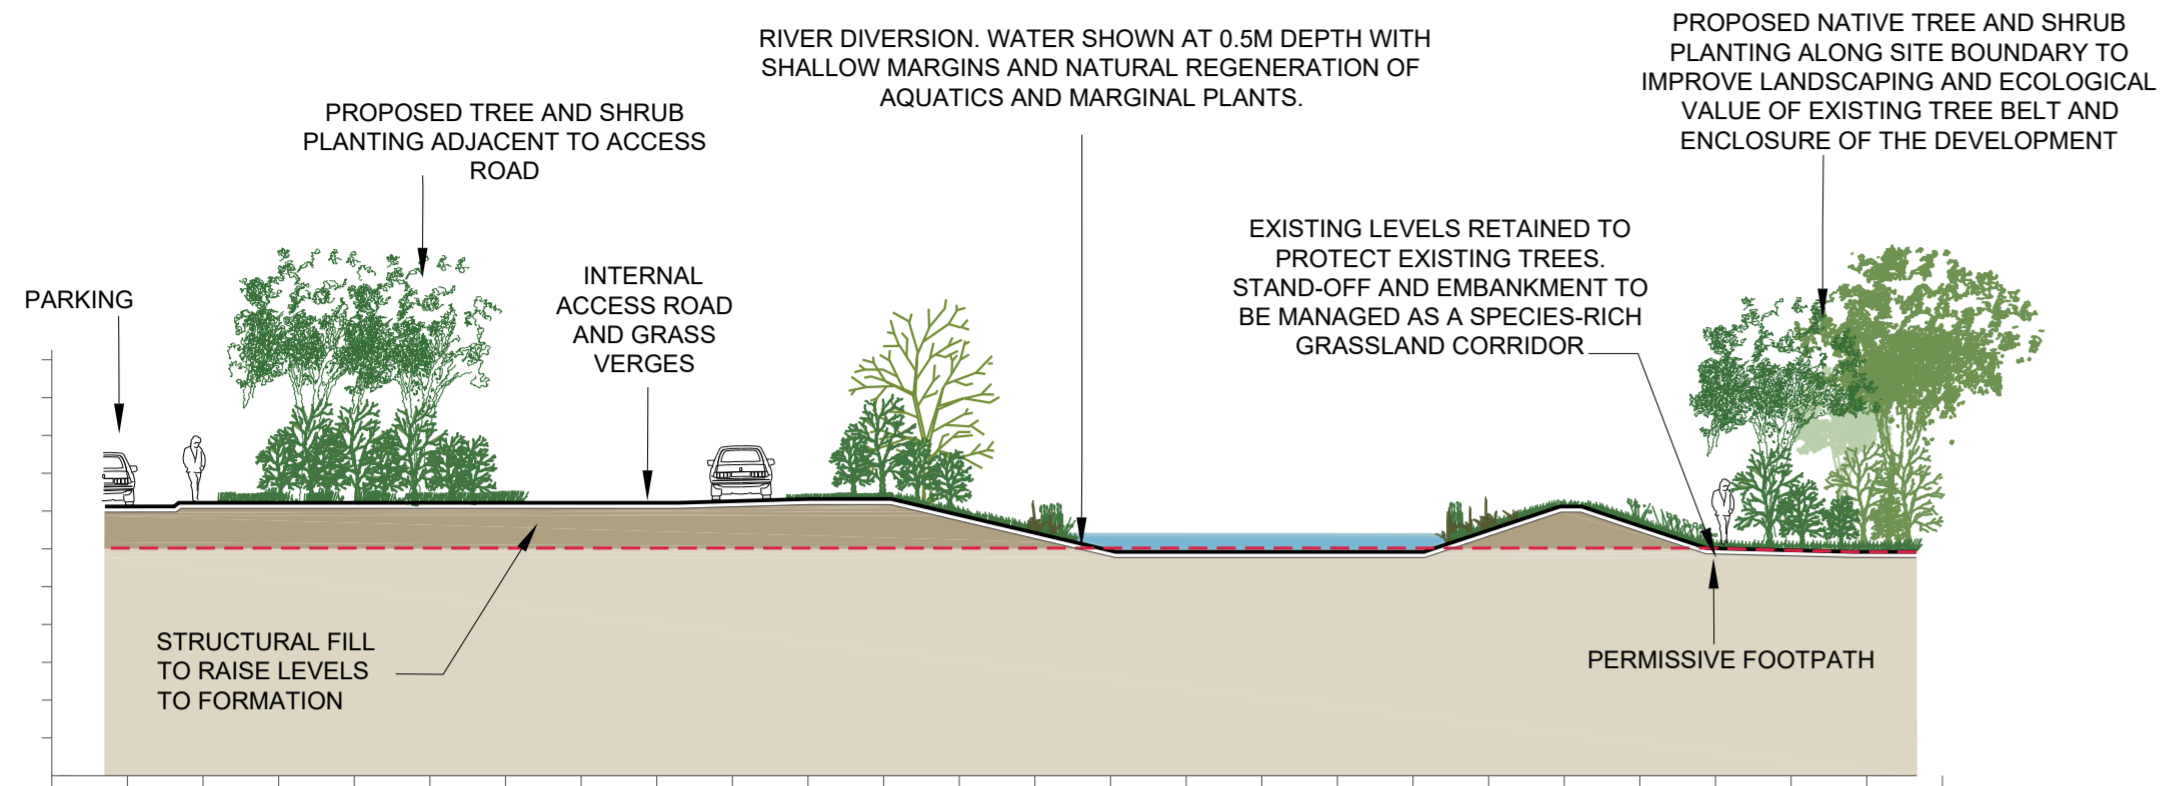 RIVER DIVERSION. WATER SHOWN AT 0.5M DEPTH WITH
SHALLOW MARGINS AND NATURAL REGENERATION OF
AQUATICS AND MARGINAL PLANTS.
PROPOSED NATIVE TREE AND SHRUB
PLANTING ALONG SITE BOUNDARY TO
IMPROVE LANDSCAPING AND ECOLOGICAL
VALUE OF EXISTING TREE BELT AND
ENCLOSURE OF THE DEVELOPMENT
PROPOSED TREE AND SHRUB
PLANTING ADJACENT TO ACCESS
ROAD
EXISTING LEVELS RETAINED TO
PROTECT EXISTING TREES.
STAND-OFF AND EMBANKMENT TO
BE MANAGED AS A SPECIES-RICH
GRASSLAND CORRIDOR
INTERNAL
ACCESS ROAD
AND GRASS
VERGES
PARKING
STRUCTURAL FILL
TO RAISE LEVELS
TO FORMATION
PERMISSIVE FOOTPATH